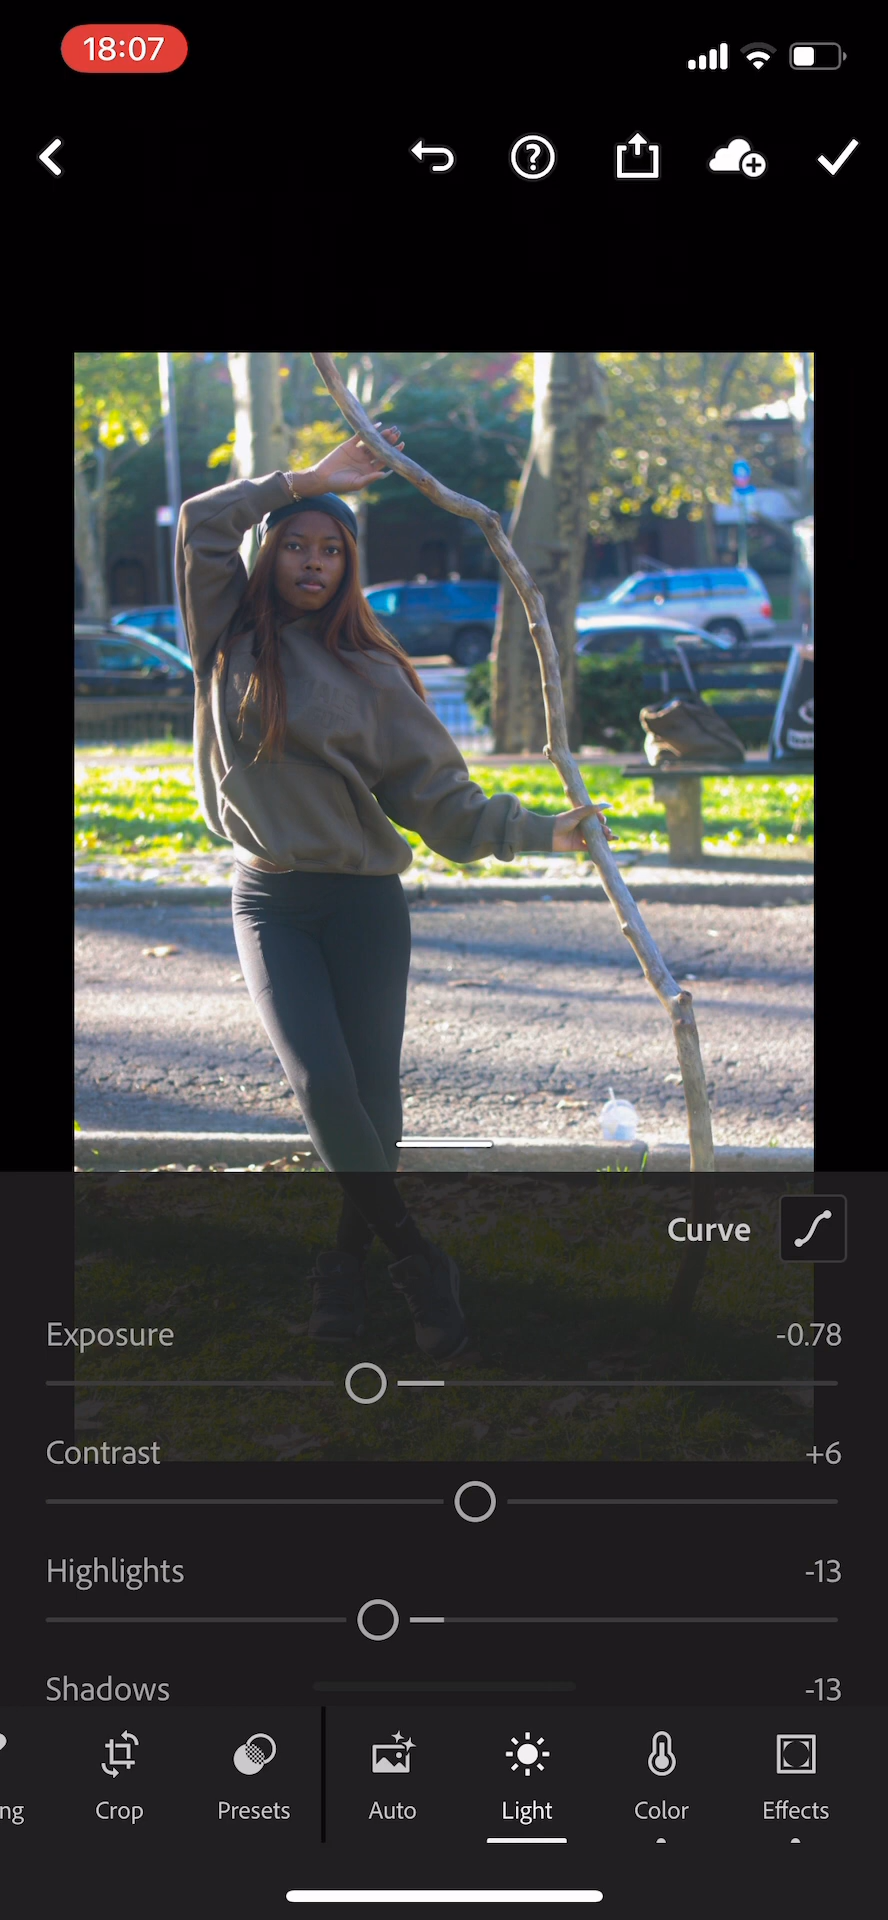 18:07
Curve
Exposure -0.78
Contrast +6
Highlights -13
Shadows -13
ng Crop Presets Auto Light Color Effects